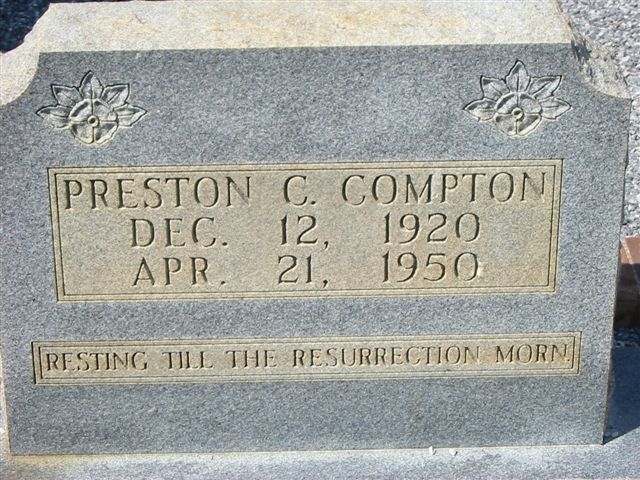 PRESTON C. COMPTON
DEC. 12, 1920
APR. 21, 1950
RESTING TILL THE RESURRECTION MORN.